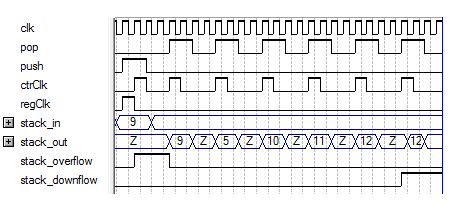 clk
pop
push
ctrClk
regClk
stack_in 9
stack_out Z 9 Z 5 Z 10 Z 11 Z 12 Z 12
stack_overflow
stack_downflow